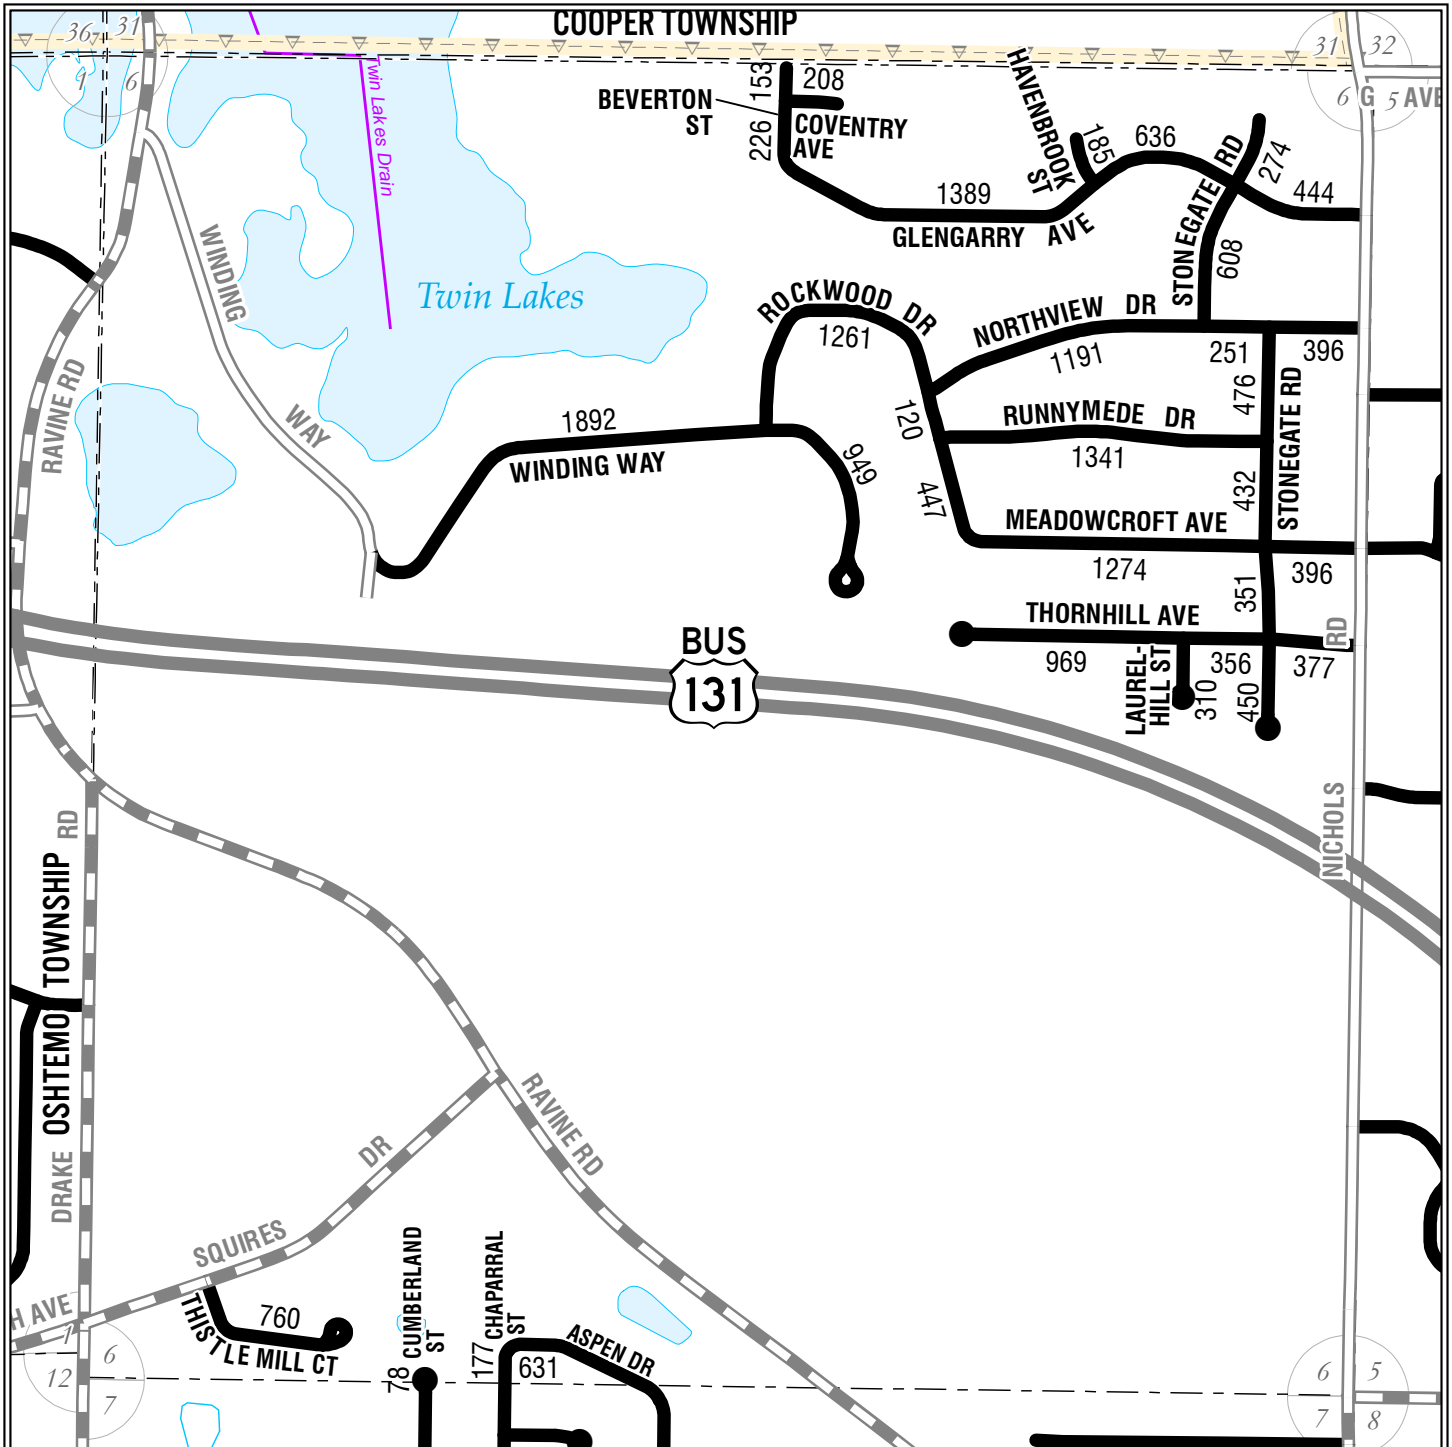 COOPER TOWNSHIP
36
31
1
6
31
32
6
5
G AVE
Twin Lakes Drain
BEVERTON
ST
153
208
226
COVENTRY
AVE
HAVENBROOK
ST
185
636
STONEGATE RD
274
444
1389
GLENGARRY AVE
608
WINDING
WAY
Twin Lakes
ROCKWOOD DR
1261
NORTHVIEW DR
1191
251
396
RAVINE RD
476
STONEGATE RD
120
RUNNYMEDE DR
1341
1892
WINDING WAY
949
447
432
MEADOWCROFT AVE
1274
396
351
THORNHILL AVE
RD
969
LAUREL-
HILL ST
356
377
310
450
BUS
131
NICHOLS
RD
OSHTEMO TOWNSHIP
DRAKE
RAVINE RD
DR
SQUIRES
H AVE
THISTLE MILL CT
760
CUMBERLAND
ST
78
CHAPARRAL
ST
177
631
ASPEN DR
1
6
12
7
6
5
7
8